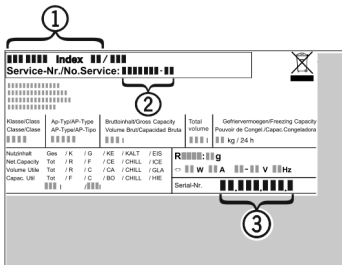 1
Index /
Service-Nr./No.Service: -
2
Klasse/Class Ap-Typ/AP-Type Bruttoinhalt/Gross Capacity Total Gefriervermoegen/Freezing Capacity
Classe/Clase AP-Type/AP-Tipo Volume Brut/Capacidad Bruta volume Pouvoir de Congel./Capac.Congeladora
l l kg / 24 h
Nutzinhalt Ges / K / G / KE / KALT / EIS
Net.Capacity Tot / R / F / CE / CHILL / ICE
Volume Utile Tot / R / C / CA / CHILL / GLA
Capac. Util Tot / F / C / BO / CHILL / HIE
l / l
R : g
W A - V Hz
Serial-Nr. . . .
3